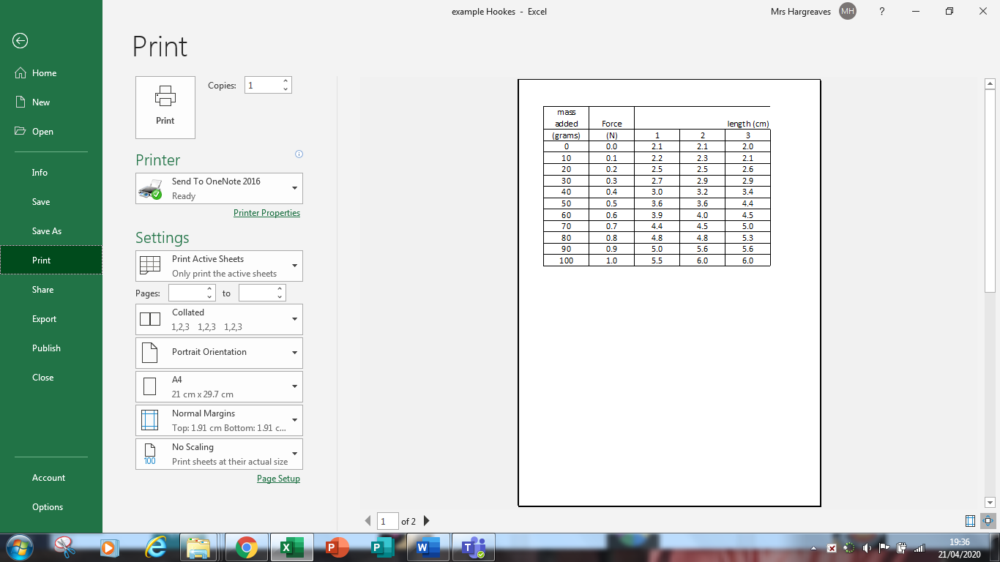 example Hookes - Excel
Mrs Hargreaves MH ?
Print
Home
New
Open
Info
Save
Save As
Print
Share
Export
Publish
Close
Account
Options
Print
Copies: 1
Printer
Send To OneNote 2016
Ready
Printer Properties
Settings
Print Active Sheets
Only print the active sheets
Pages: to
Collated
1,2,3 1,2,3 1,2,3
Portrait Orientation
A4
21 cm x 29.7 cm
Normal Margins
Top: 1.91 cm Bottom: 1.91 c...
No Scaling
100 Print sheets at their actual size
Page Setup
mass
added Force length (cm)
(grams) (N) 1 2 3
0 0.0 2.1 2.1 2.0
10 0.1 2.2 2.3 2.1
20 0.2 2.5 2.5 2.6
30 0.3 2.7 2.9 2.9
40 0.4 3.0 3.2 3.4
50 0.5 3.6 3.6 4.4
60 0.6 3.9 4.0 4.5
70 0.7 4.4 4.5 5.0
80 0.8 4.8 4.8 5.3
90 0.9 5.0 5.6 5.6
100 1.0 5.5 6.0 6.0
1 of 2
19:36
21/04/2020